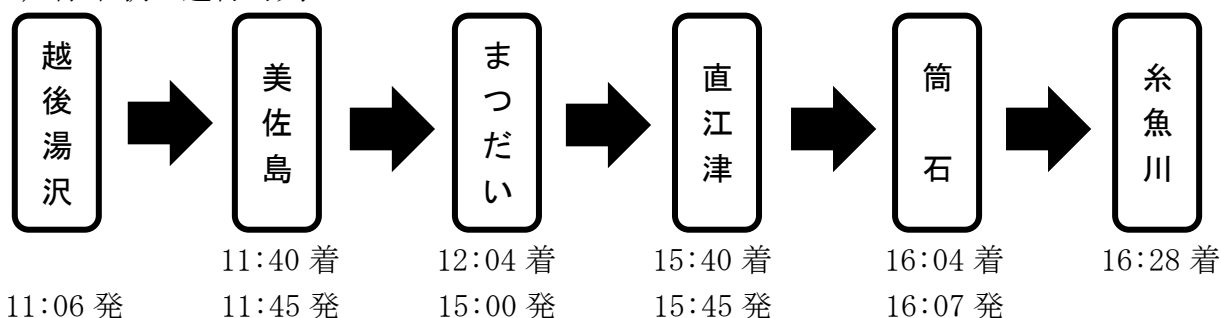 越後湯沢
美佐島
まつだい
直江津
筒石
糸魚川
11:40 着
12:04 着
15:40 着
16:04 着
16:28 着
11:06 発
11:45 発
15:00 発
15:45 発
16:07 発